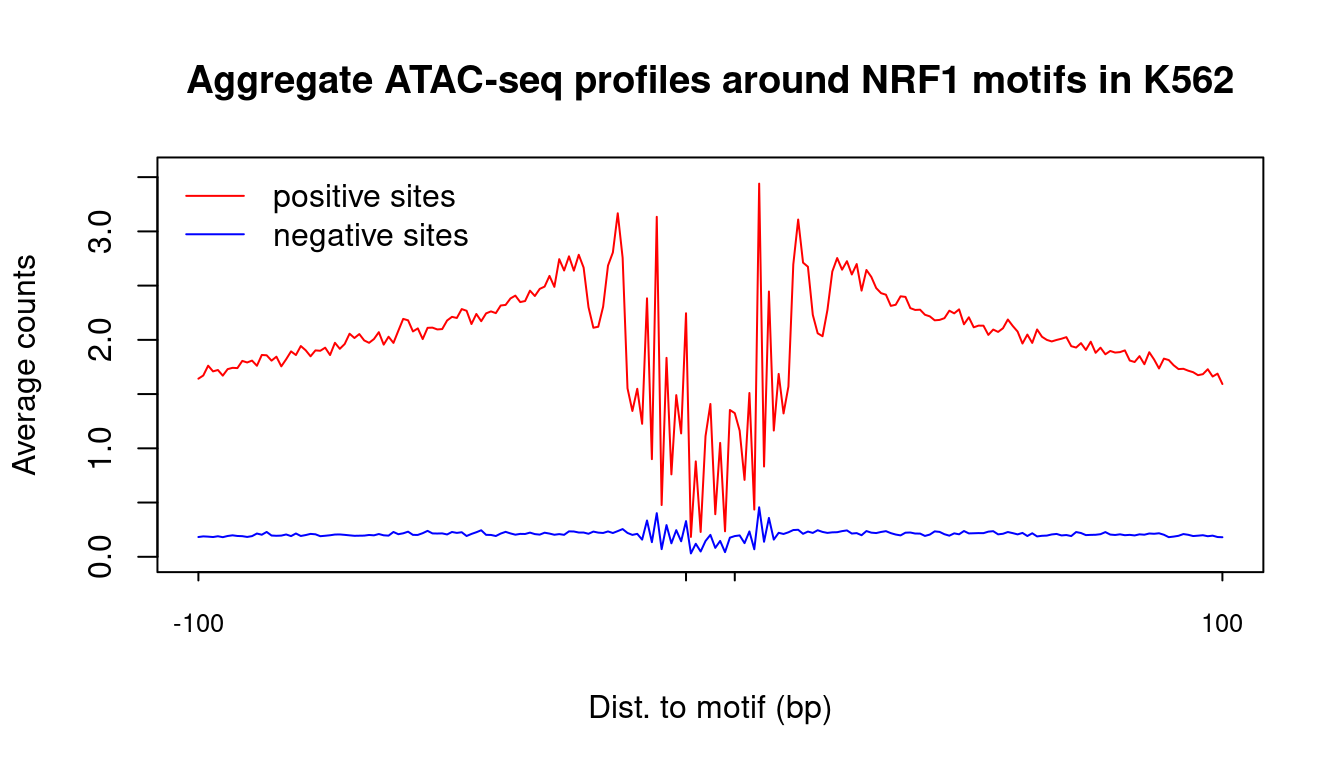 Aggregate ATAC-seq profiles around NRF1 motifs in K562
positive sites
negative sites
Average counts
3.0
2.0
1.0
0.0
-100
100
Dist. to motif (bp)